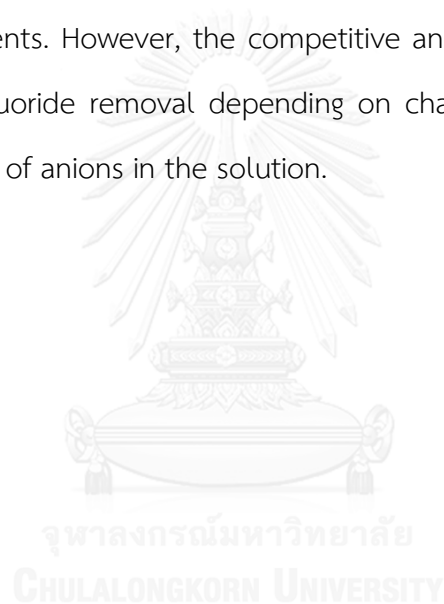 ents. However, the competitive an
uoride removal depending on cha
of anions in the solution.
จุฬาลงกรณ์มหาวิทยาลัย
CHULALONGKORN UNIVERSITY